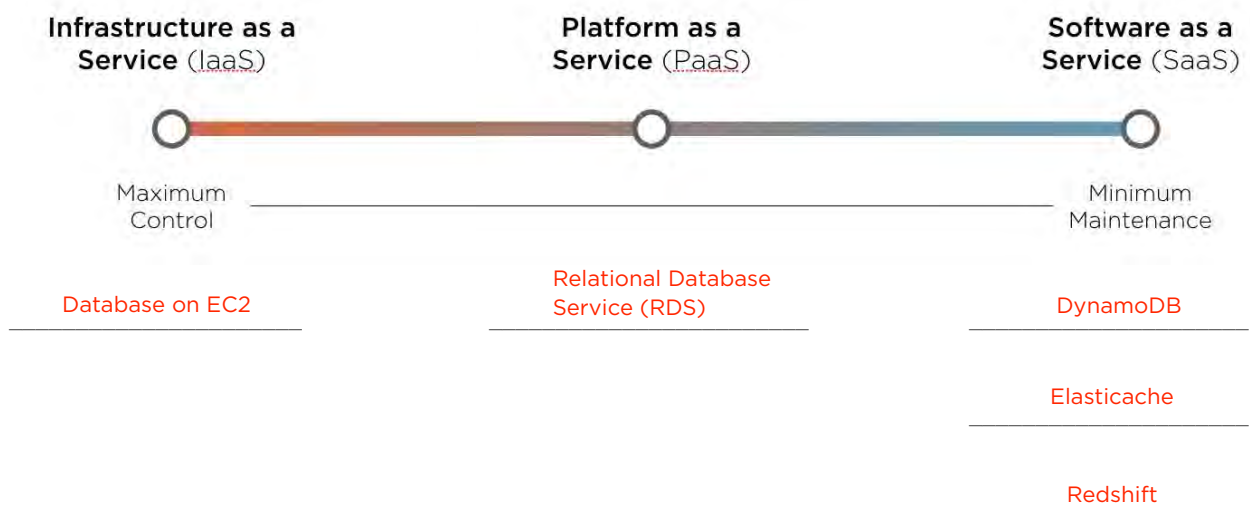 Infrastructure as a
Service (IaaS)
Platform as a
Service (PaaS)
Software as a
Service (SaaS)
Maximum
Control
Minimum
Maintenance
Database on EC2
Relational Database
Service (RDS)
DynamoDB
Elasticache
Redshift